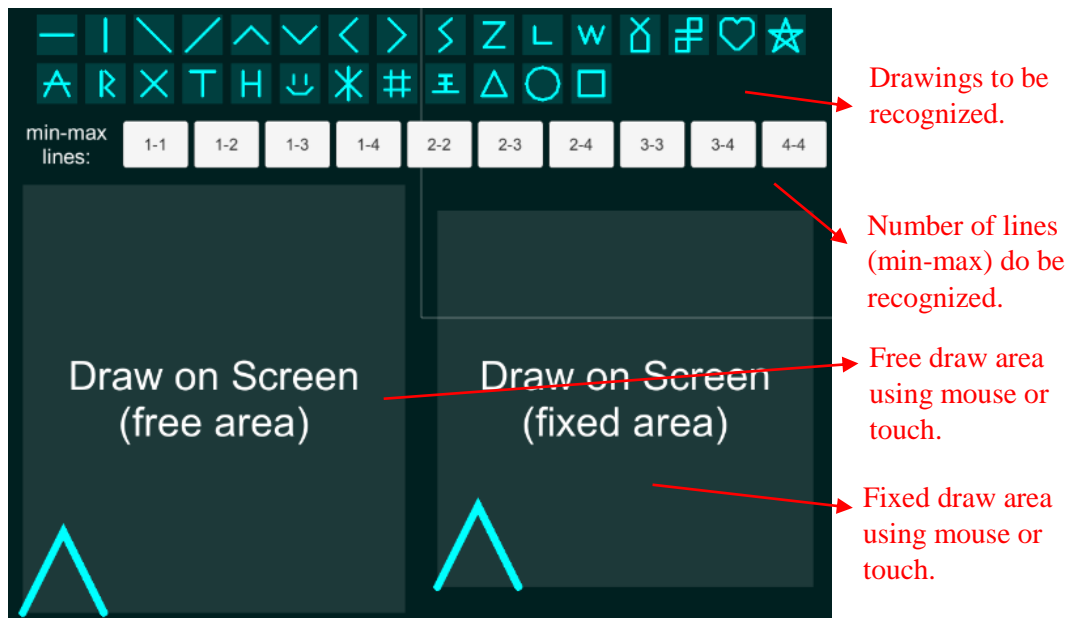 Drawings to be
recognized.
min-max
lines:
1-1 1-2 1-3 1-4 2-2 2-3 2-4 3-3 3-4 4-4
Number of lines
(min-max) do be
recognized.
Draw on Screen
(free area)
Draw on Screen
(fixed area)
Free draw area
using mouse or
touch.
Fixed draw area
using mouse or
touch.